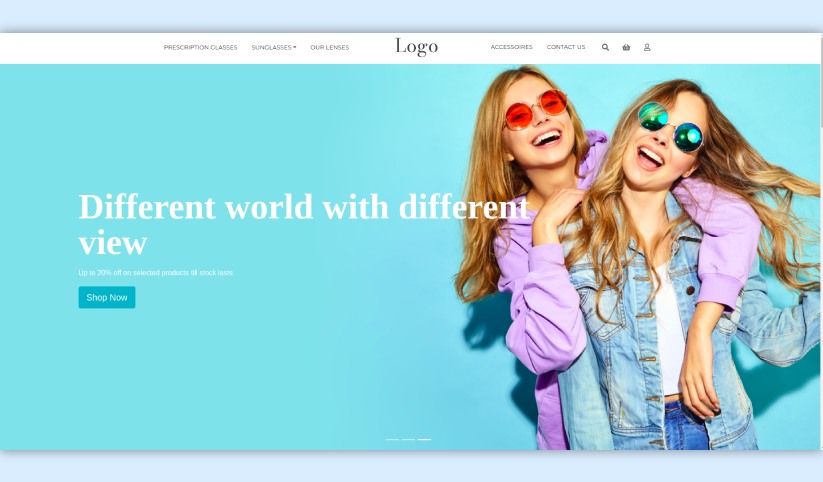 PRESCRIPTION GLASSES SUNGLASSES OUR LENSES Logo ACCESSOIRES CONTACT US
Different world with different
view
Up to 20% off on selected products till stock lasts
Shop Now